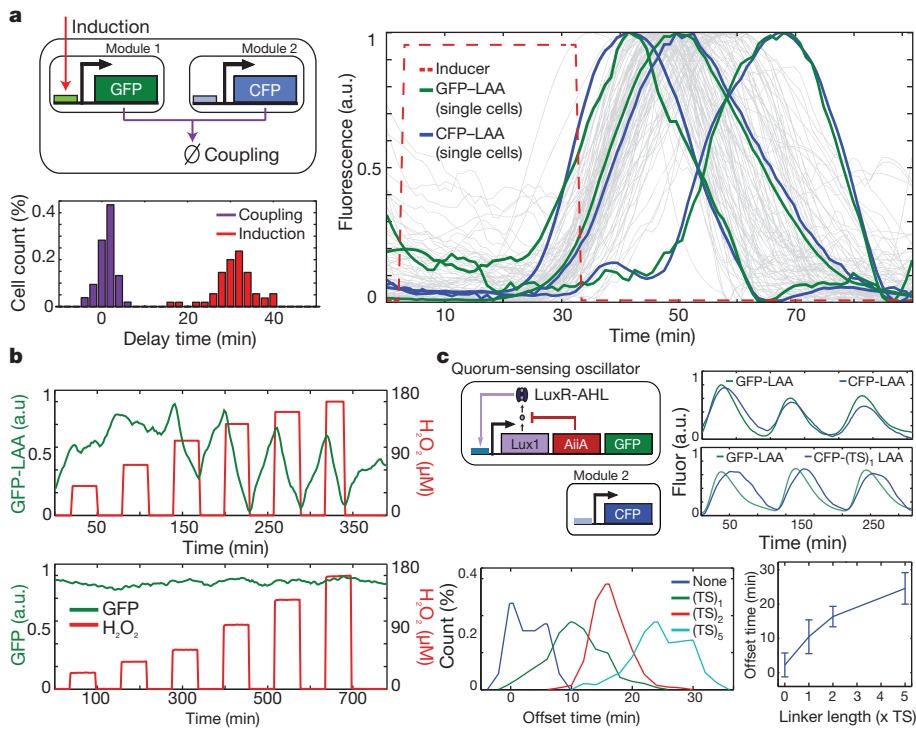 a
Induction
Module 1
Module 2
GFP
CFP
Ø Coupling
Cell count (%)
0.4
0.2
0
Coupling
Induction
0
20
40
Delay time (min)
Fluorescence (a.u.)
1
0.5
0
Inducer
GFP–LAA
(single cells)
CFP–LAA
(single cells)
10
30
50
70
Time (min)
b
GFP-LAA (a.u)
1
0.5
0
180
90
0
H₂O₂ (µM)
50
150
250
350
Time (min)
GFP (a.u.)
1
0.5
0
GFP
H₂O₂
180
90
0
H₂O₂ (µM)
100
300
500
700
Time (min)
c
Quorum-sensing oscillator
LuxR-AHL
Lux1
AiiA
GFP
Module 2
CFP
Fluor (a.u.)
GFP-LAA
CFP-LAA
GFP-LAA
CFP-(TS)₁ LAA
50
150
250
Time (min)
Count (%)
0.4
0.2
0
None
(TS)₁
(TS)₂
(TS)₅
0
10
20
30
Offset time (min)
Offset time (min)
30
20
10
0
0
1
2
3
4
5
Linker length (x TS)